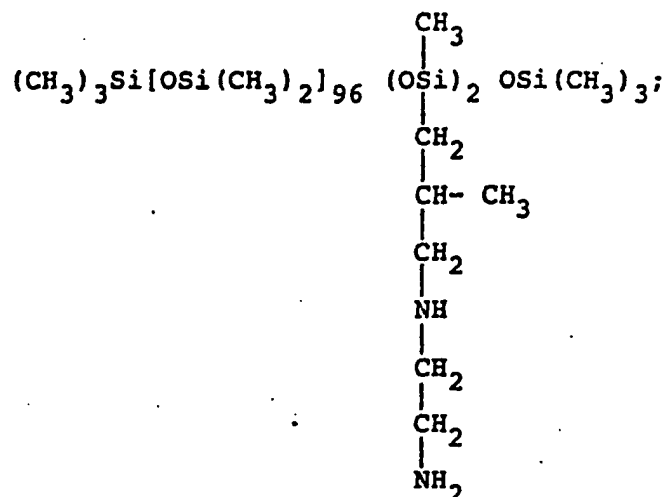 CH3
(CH3)3Si[OSi(CH3)2]96 (OSi)2 OSi(CH3)3;
CH2
CH- CH3
CH2
NH
CH2
CH2
NH2